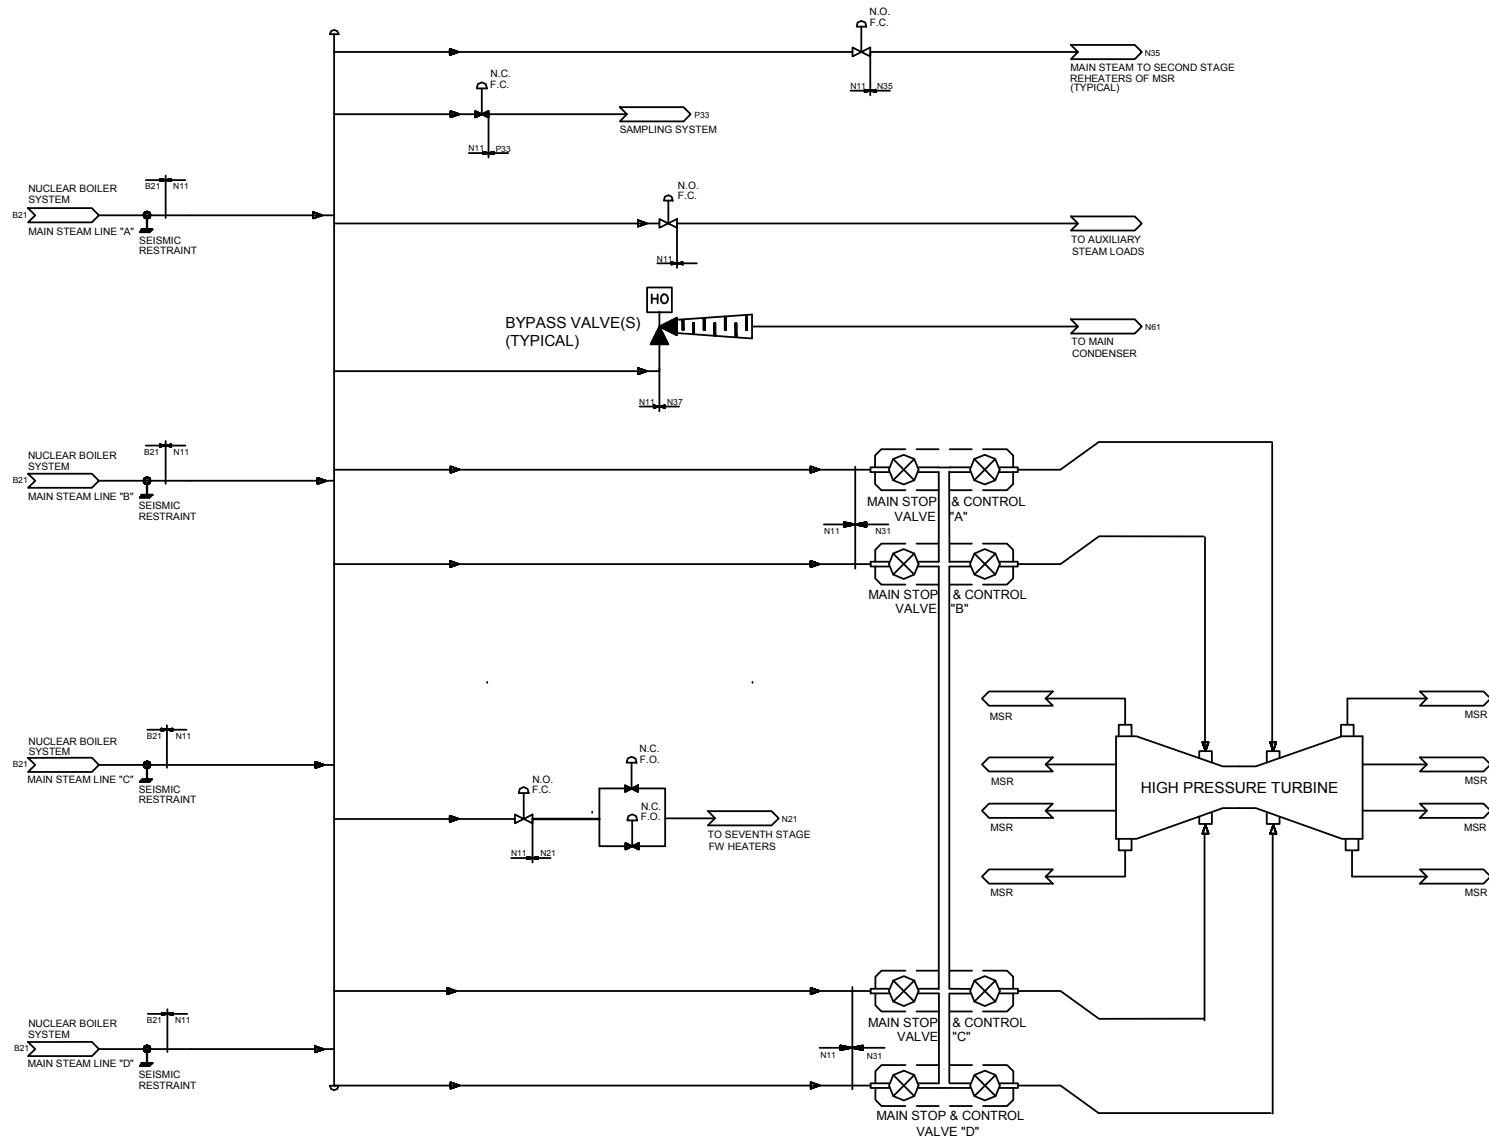 N.O.
F.C.
N35
MAIN STEAM TO SECOND STAGE
REHEATERS OF MSR
(TYPICAL)
N11 N35
N.C.
F.C.
P33
SAMPLING SYSTEM
N11 P33
NUCLEAR BOILER
SYSTEM
B21 N11
B21
MAIN STEAM LINE "A"
SEISMIC
RESTRAINT
N.O.
F.C.
TO AUXILIARY
STEAM LOADS
N11
HO
BYPASS VALVE(S)
(TYPICAL)
N61
TO MAIN
CONDENSER
N11 N37
NUCLEAR BOILER
SYSTEM
B21 N11
B21
MAIN STEAM LINE "B"
SEISMIC
RESTRAINT
MAIN STOP & CONTROL
VALVE "A"
N11 N31
MAIN STOP & CONTROL
VALVE "B"
NUCLEAR BOILER
SYSTEM
B21 N11
B21
MAIN STEAM LINE "C"
SEISMIC
RESTRAINT
N.O.
F.C.
N.C.
F.O.
N.C.
F.O.
N21
TO SEVENTH STAGE
FW HEATERS
N11 N21
MSR
MSR
MSR
MSR
HIGH PRESSURE TURBINE
MSR
MSR
MSR
MSR
MAIN STOP & CONTROL
VALVE "C"
N11 N31
NUCLEAR BOILER
SYSTEM
B21 N11
B21
MAIN STEAM LINE "D"
SEISMIC
RESTRAINT
MAIN STOP & CONTROL
VALVE "D"